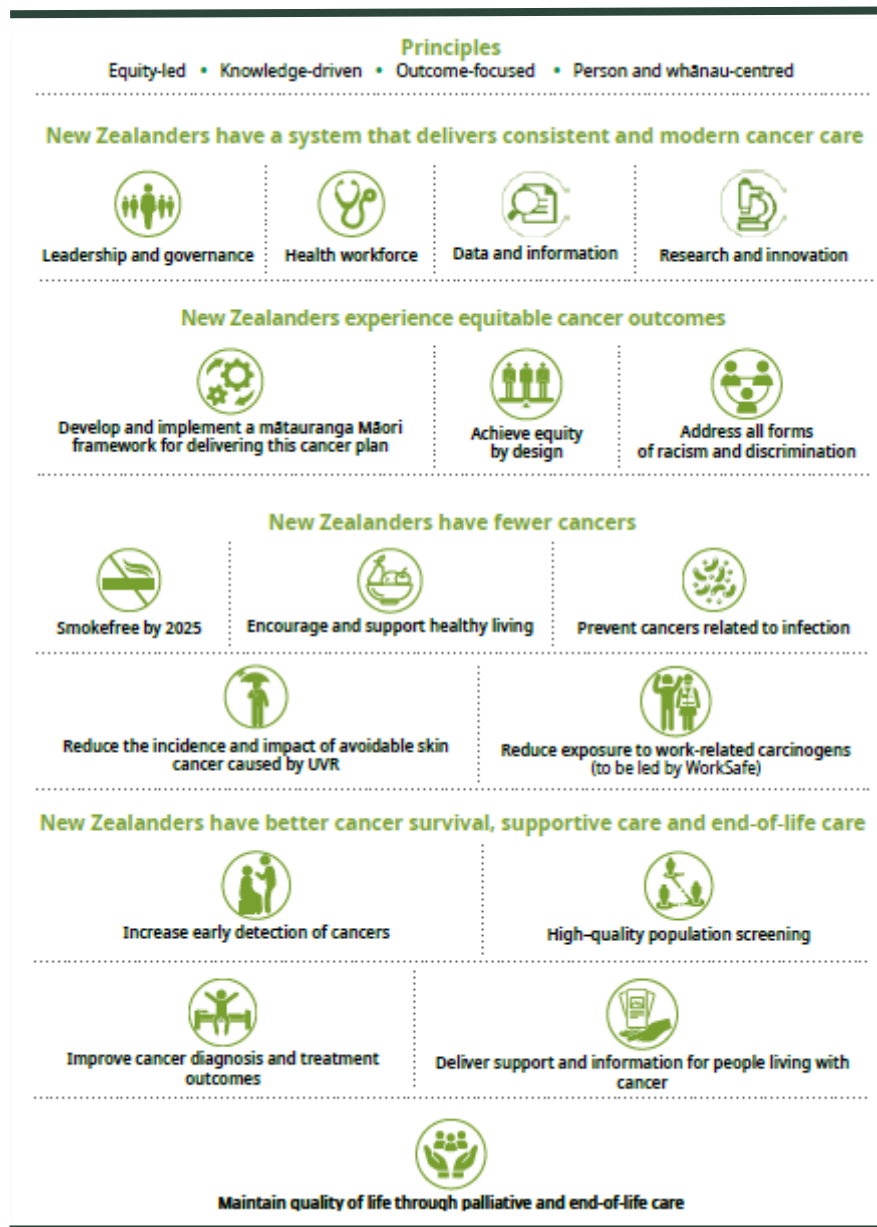 Principles
Equity-led • Knowledge-driven • Outcome-focused • Person and whānau-centred
New Zealanders have a system that delivers consistent and modern cancer care
Leadership and governance
Health workforce
Data and information
Research and innovation
New Zealanders experience equitable cancer outcomes
Develop and implement a mātauranga Māori
framework for delivering this cancer plan
Achieve equity
by design
Address all forms
of racism and discrimination
New Zealanders have fewer cancers
Smokefree by 2025
Encourage and support healthy living
Prevent cancers related to infection
Reduce the incidence and impact of avoidable skin
cancer caused by UVR
Reduce exposure to work-related carcinogens
(to be led by WorkSafe)
New Zealanders have better cancer survival, supportive care and end-of-life care
Increase early detection of cancers
High-quality population screening
Improve cancer diagnosis and treatment
outcomes
Deliver support and information for people living with
cancer
Maintain quality of life through palliative and end-of-life care